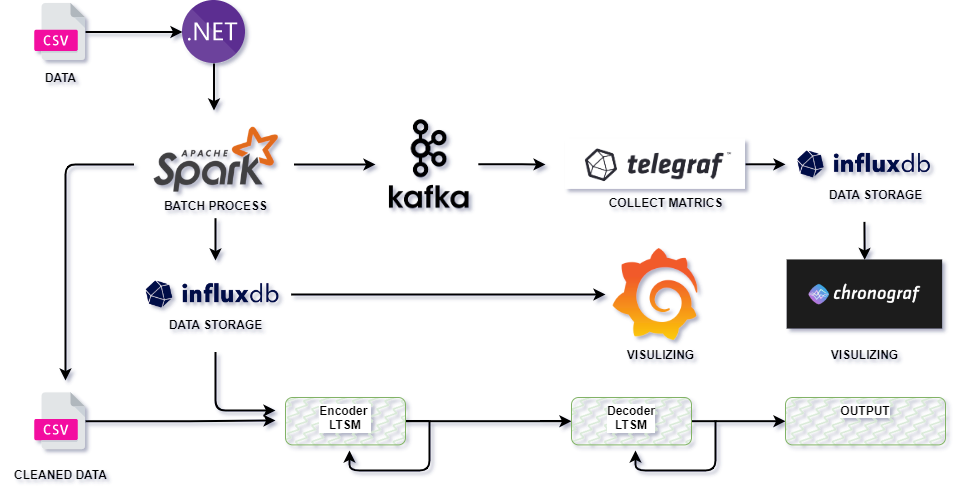 CSV
DATA
.NET
APACHE
Spark
BATCH PROCESS
kafka
telegraf™
COLLECT MATRICS
influxdb
DATA STORAGE
influxdb
DATA STORAGE
VISULIZING
chronograf
VISULIZING
CSV
CLEANED DATA
Encoder
LTSM
Decoder
LTSM
OUTPUT